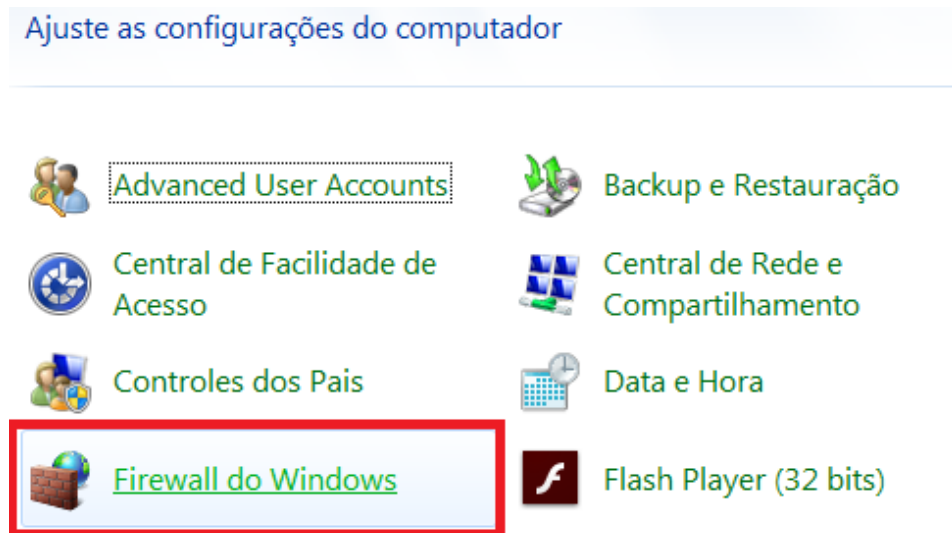 Ajuste as configurações do computador
Advanced User Accounts
Backup e Restauração
Central de Facilidade de
Acesso
Central de Rede e
Compartilhamento
Controles dos Pais
Data e Hora
Firewall do Windows
Flash Player (32 bits)